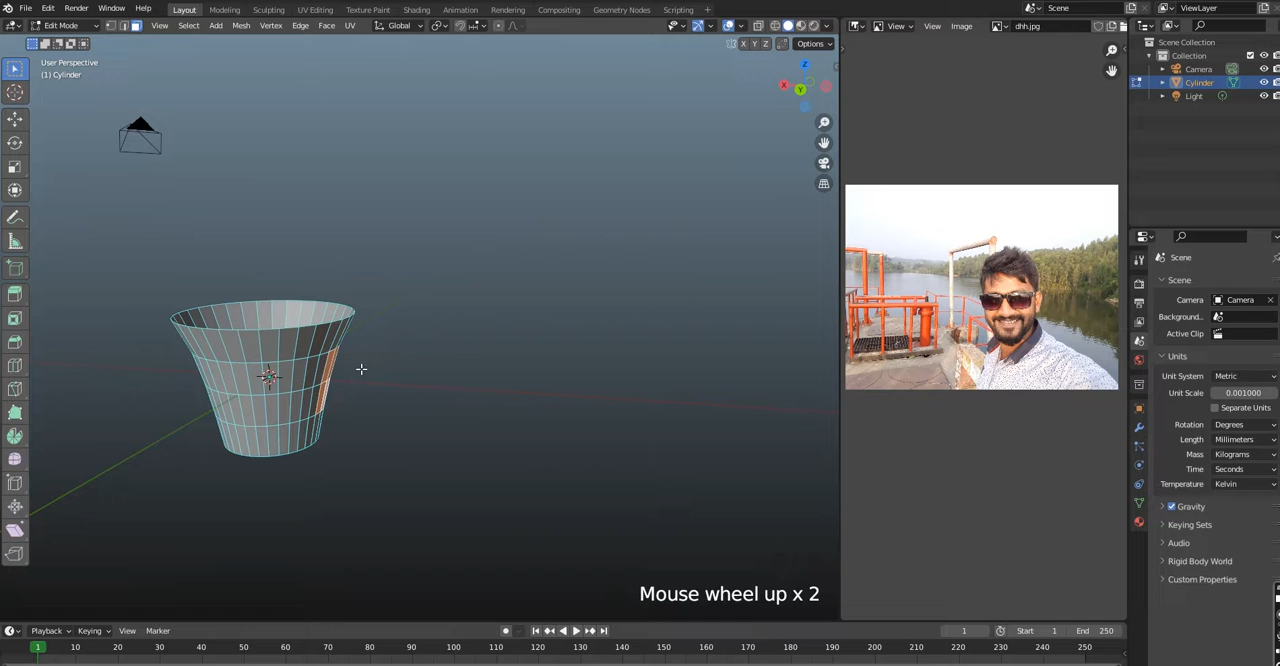 File Edit Render Window Help Layout Modeling Sculpting UV Editing Texture Paint Shading Animation Rendering Compositing Geometry Nodes Scripting + Scene ViewLayer
Edit Mode View Select Add Mesh Vertex Edge Face UV Global View View Image dhh.jpg
X Y Z Options
User Perspective
(1) Cylinder
Z
X
Y
Mouse wheel up x 2
Scene Collection
Collection
Camera
Cylinder
Light
Scene
Scene
Camera Camera
Background...
Active Clip
Units
Unit System Metric
Unit Scale 0.001000
Separate Units
Rotation Degrees
Length Millimeters
Mass Kilograms
Time Seconds
Temperature Kelvin
Gravity
Keying Sets
Audio
Rigid Body World
Custom Properties
Playback Keying View Marker 1 Start 1 End 250
1 10 20 30 40 50 60 70 80 90 100 110 120 130 140 150 160 170 180 190 200 210 220 230 240 250